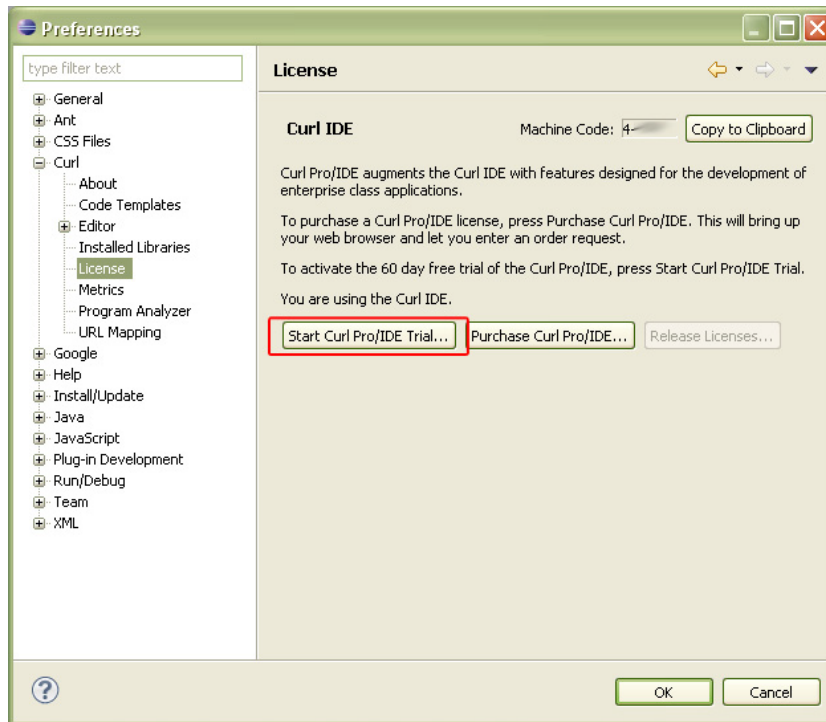 Preferences
type filter text
License
General
Ant
CSS Files
Curl
About
Code Templates
Editor
Installed Libraries
License
Metrics
Program Analyzer
URL Mapping
Google
Help
Install/Update
Java
JavaScript
Plug-in Development
Run/Debug
Team
XML
Curl IDE
Machine Code: 4-
Copy to Clipboard
Curl Pro/IDE augments the Curl IDE with features designed for the development of
enterprise class applications.
To purchase a Curl Pro/IDE license, press Purchase Curl Pro/IDE. This will bring up
your web browser and let you enter an order request.
To activate the 60 day free trial of the Curl Pro/IDE, press Start Curl Pro/IDE Trial.
You are using the Curl IDE.
Start Curl Pro/IDE Trial...
Purchase Curl Pro/IDE...
Release Licenses...
OK
Cancel